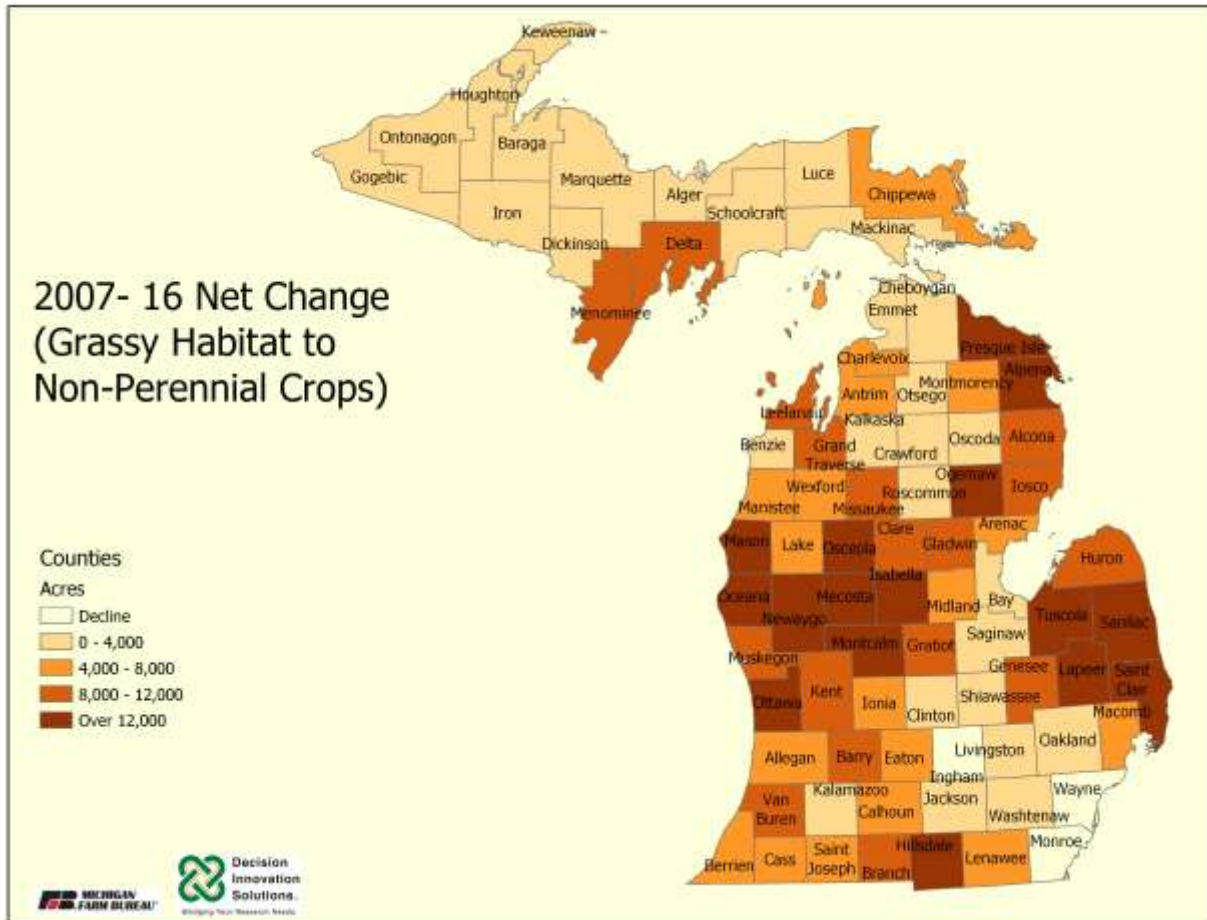 Keweenaw -
Houghton
Ontonagon
Baraga
Gogebic
Marquette
Iron
Alger
Luce
Chippewa
Schoolcraft
Mackinac
Dickinson
Delta
Menominee
2007- 16 Net Change
(Grassy Habitat to
Non-Perennial Crops)
Cheboygan
Emmet
Presque Isle
Charlevoix
Alpena
Montmorency
Antrim
Otsego
Leelanau
Kalkaska
Benzie
Grand
Traverse
Crawford
Oscoda
Alcona
Ogemaw
Wexford
Missaukee
Roscommon
Iosco
Manistee
Arenac
Mason
Lake
Osceola
Clare
Gladwin
Huron
Isabella
Oceana
Newaygo
Mecosta
Midland
Bay
Tuscola
Sanilac
Saginaw
Montcalm
Gratiot
Muskegon
Genesee
Lapeer
Saint
Clair
Ottawa
Kent
Ionia
Clinton
Shiawassee
Macomb
Allegan
Barry
Eaton
Livingston
Oakland
Ingham
Wayne
Van
Buren
Kalamazoo
Calhoun
Jackson
Washtenaw
Monroe
Berrien
Cass
Saint
Joseph
Branch
Hillsdale
Lenawee
Counties
Acres
Decline
0 - 4,000
4,000 - 8,000
8,000 - 12,000
Over 12,000
MICHIGAN
FARM BUREAU
Decision
Innovation
Solutions.
Bridging Your Research Needs